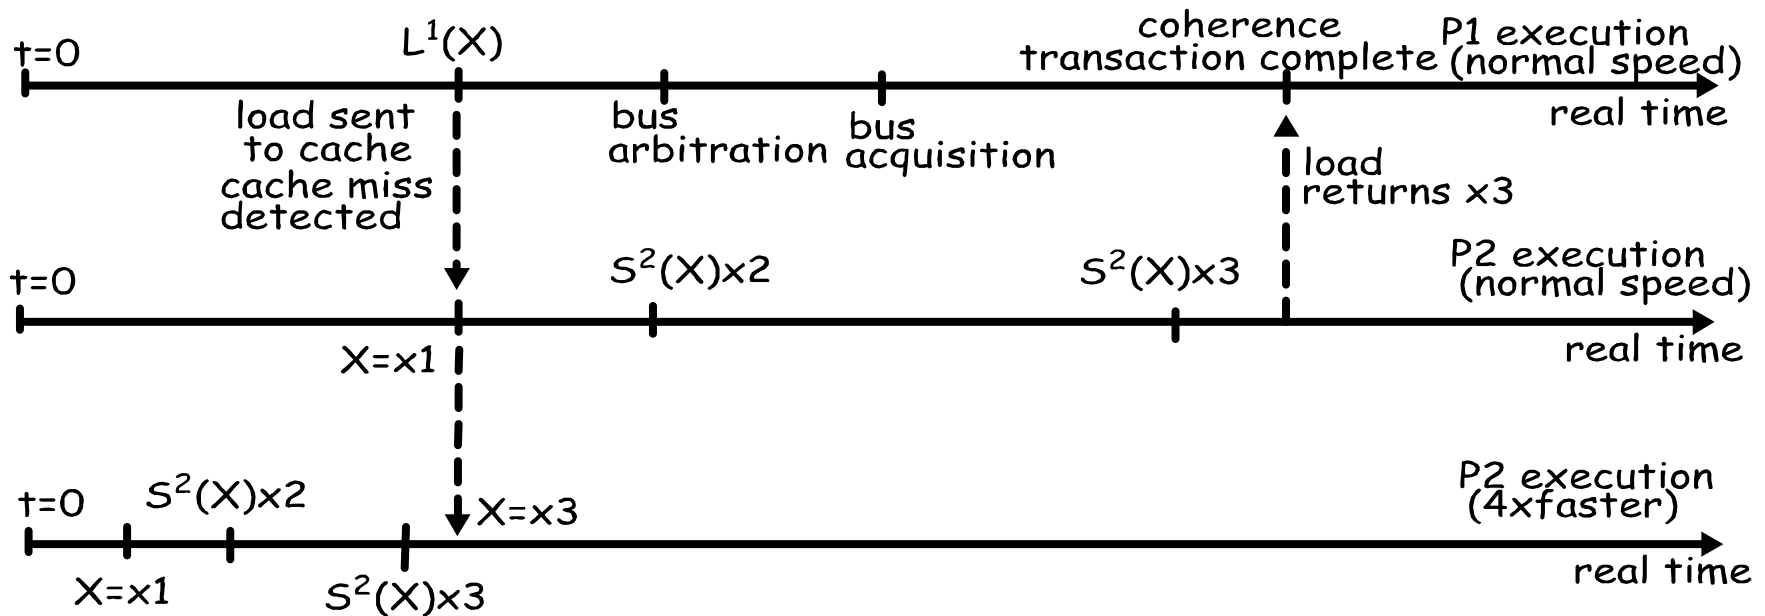 t=0
L¹(X)
coherence
transaction complete
P1 execution
(normal speed)
real time
load sent
to cache
cache miss
detected
bus
arbitration
bus
acquisition
load
returns x3
t=0
S²(X)x2
S²(X)x3
P2 execution
(normal speed)
X=x1
real time
t=0
S²(X)x2
X=x3
P2 execution
(4xfaster)
X=x1
S²(X)x3
real time